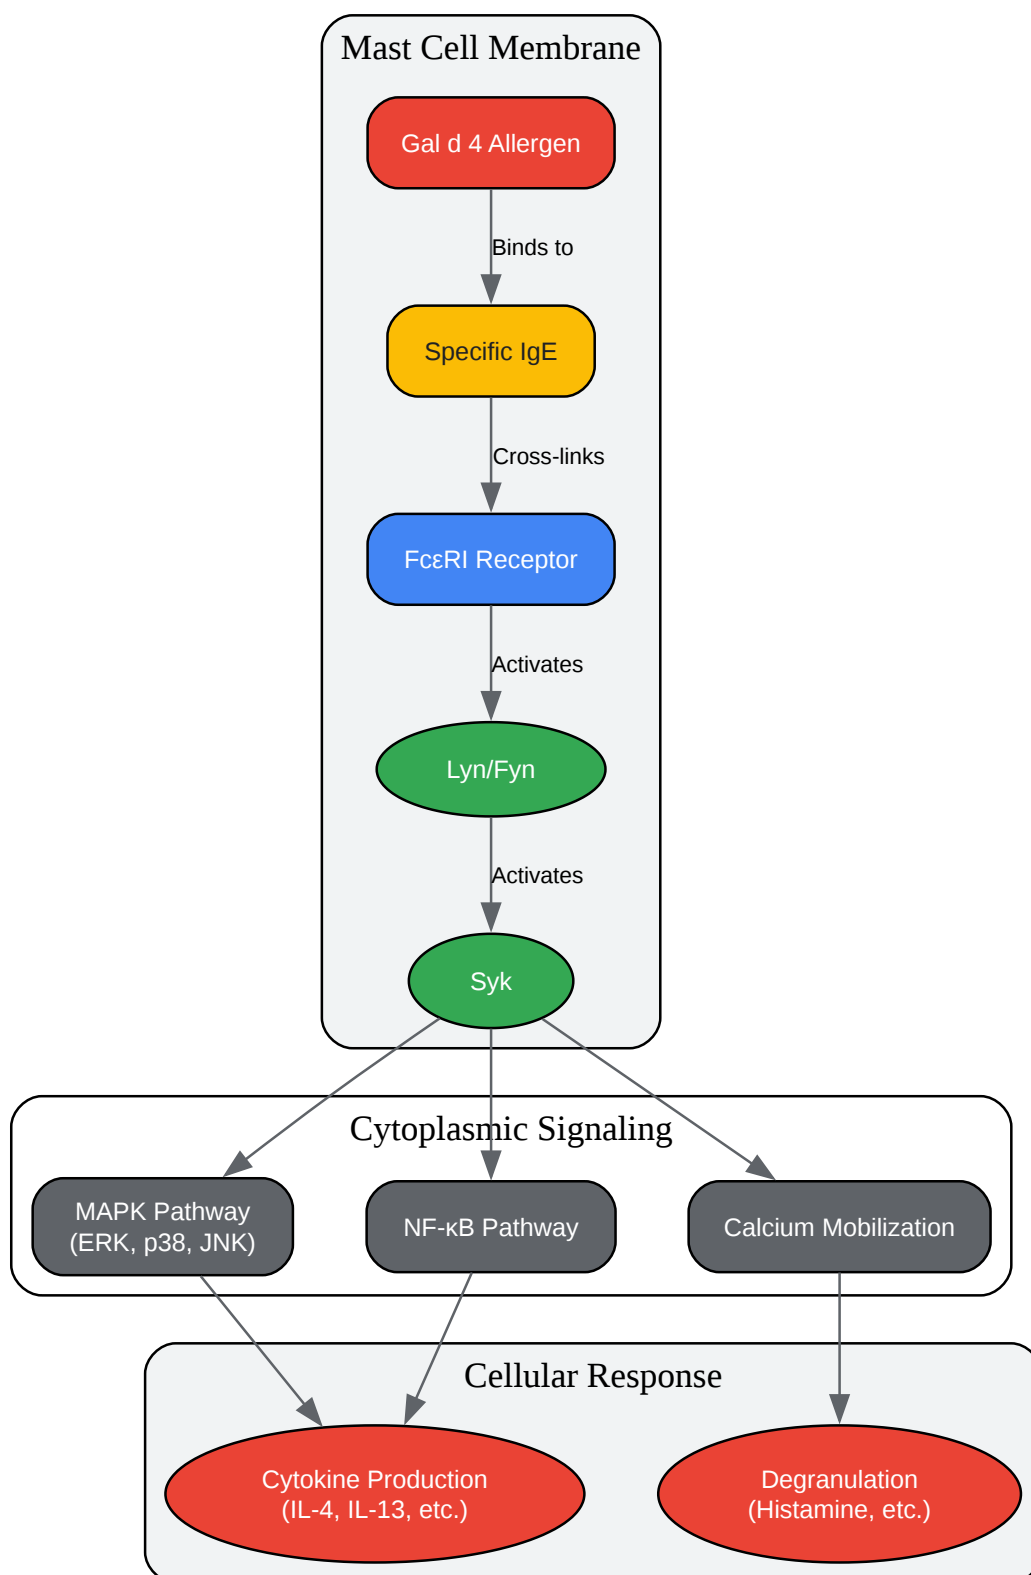 Mast Cell Membrane
Gal d 4 Allergen
Binds to
Specific IgE
Cross-links
FcεRI Receptor
Activates
Lyn/Fyn
Activates
Syk
Cytoplasmic Signaling
MAPK Pathway
(ERK, p38, JNK)
NF-κB Pathway
Calcium Mobilization
Cellular Response
Cytokine Production
(IL-4, IL-13, etc.)
Degranulation
(Histamine, etc.)